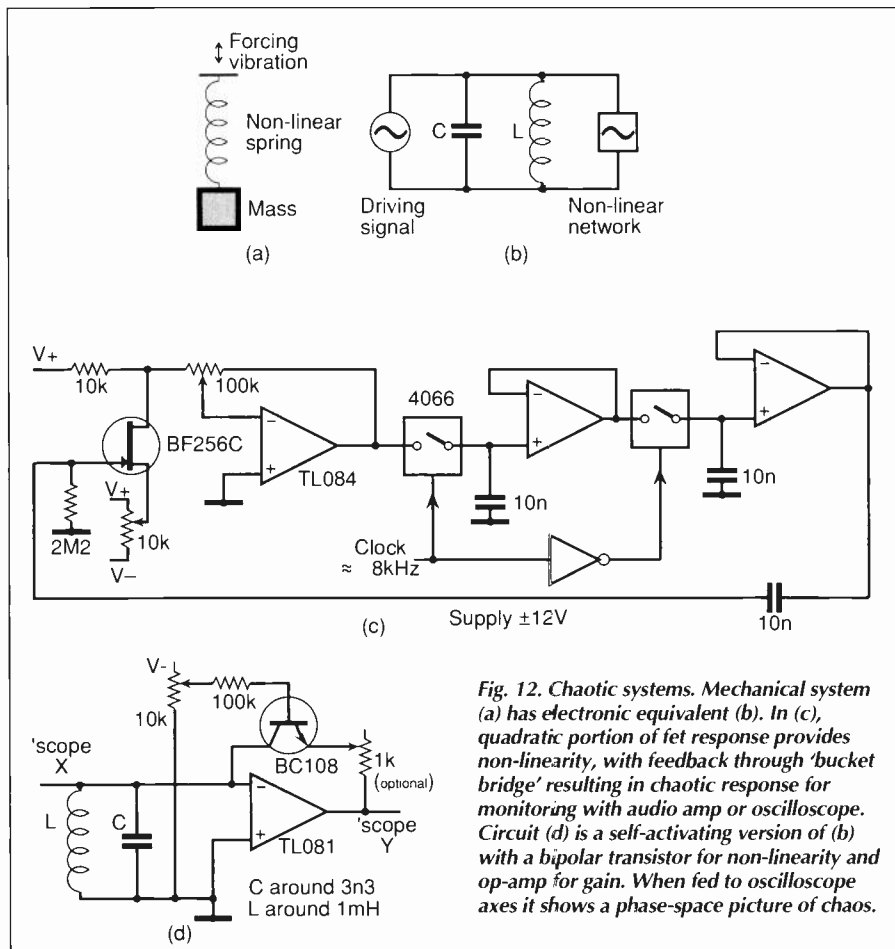 Forcing
vibration
Non-linear
spring
Mass
(a)
C
L
Driving
signal
Non-linear
network
(b)
V+
10k
100k
4066
BF256C
TL084
10n
10n
V+
10k
2M2
V–
Clock
≈ 8kHz
Supply ±12V
10n
(c)
V-
100k
10k
BC108
1k
(optional)
'scope
X
L
C
TL081
'scope
Y
C around 3n3
L around 1mH
(d)
Fig. 12. Chaotic systems. Mechanical system
(a) has electronic equivalent (b). In (c),
quadratic portion of fet response provides
non-linearity, with feedback through ‘bucket
bridge’ resulting in chaotic response for
monitoring with audio amp or oscilloscope.
Circuit (d) is a self-activating version of (b)
with a bipolar transistor for non-linearity and
op-amp for gain. When fed to oscilloscope
axes it shows a phase-space picture of chaos.